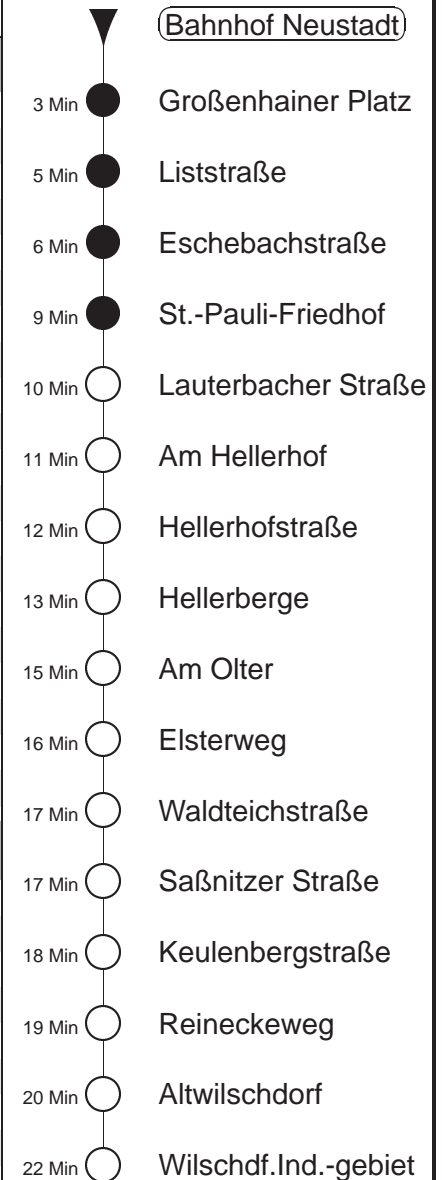 Bahnhof Neustadt
3 Min Großenhainer Platz
5 Min Liststraße
6 Min Eschebachstraße
9 Min St.-Pauli-Friedhof
10 Min Lauterbacher Straße
11 Min Am Hellerhof
12 Min Hellerhofstraße
13 Min Hellerberge
15 Min Am Olter
16 Min Elsterweg
17 Min Waldteichstraße
17 Min Saßnitzer Straße
18 Min Keulenbergstraße
19 Min Reineckeweg
20 Min Altwilschdorf
22 Min Wilschdf.Ind.-gebiet